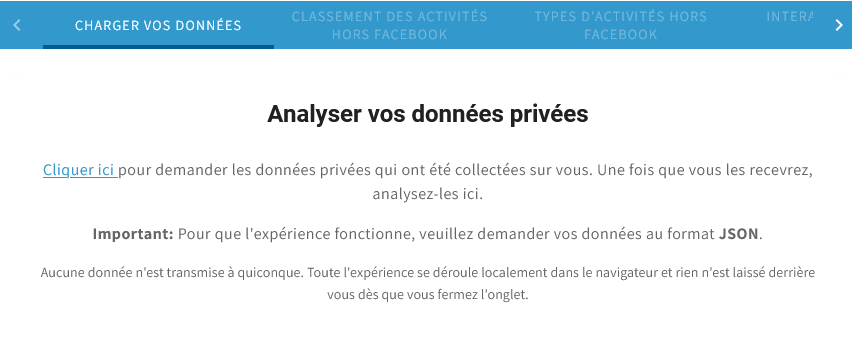 CHARGER VOS DONNÉES
CLASSEMENT DES ACTIVITÉS
HORS FACEBOOK
TYPES D'ACTIVITÉS HORS
FACEBOOK
Analyser vos données privées
Cliquer ici pour demander les données privées qui ont été collectées sur vous. Une fois que vous les recevrez,
analysez-les ici.
Important: Pour que l'expérience fonctionne, veuillez demander vos données au format JSON.
Aucune donnée n'est transmise à quiconque. Toute l'expérience se déroule localement dans le navigateur et rien n'est laissé derrière
vous dès que vous fermez l'onglet.